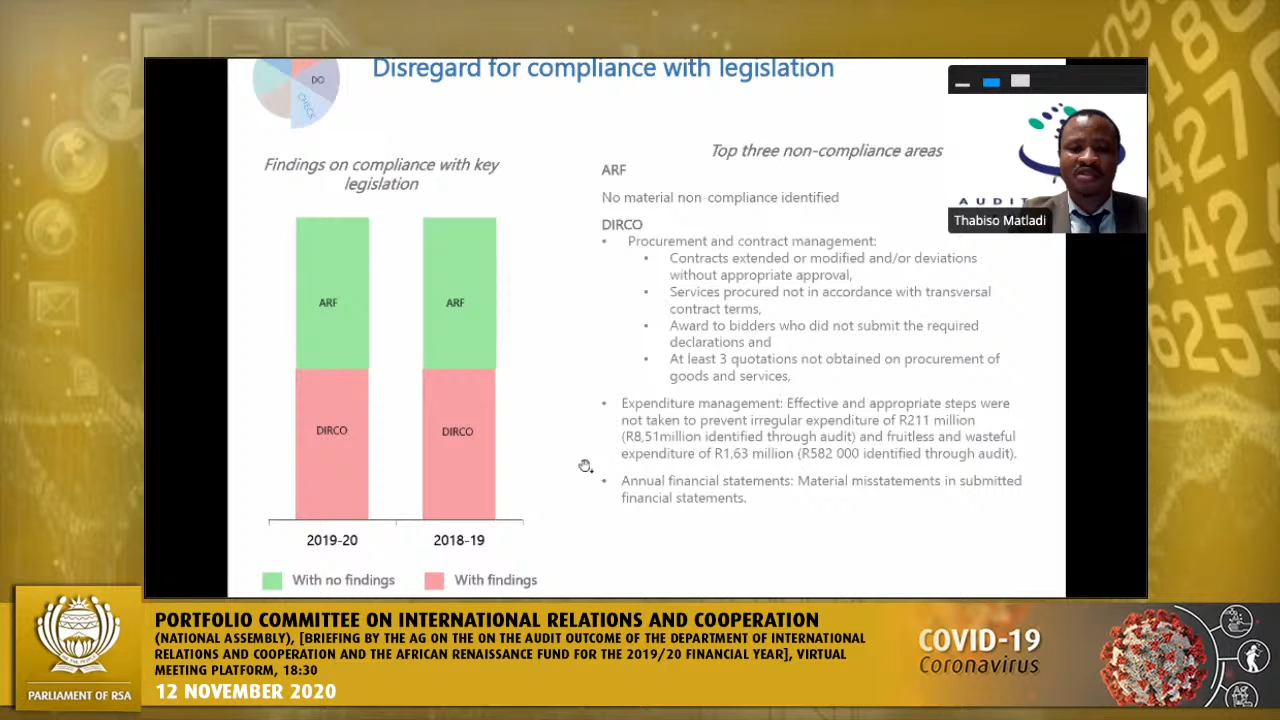 DO
CHECK
Disregard for compliance with legislation
Findings on compliance with key
legislation
ARF
ARF
DIRCO
DIRCO
2019-20
2018-19
With no findings
With findings
Top three non-compliance areas
ARF
No material non-compliance identified
DIRCO
• Procurement and contract management:
• Contracts extended or modified and/or deviations
without appropriate approval,
• Services procured not in accordance with transversal
contract terms,
• Award to bidders who did not submit the required
declarations and
• At least 3 quotations not obtained on procurement of
goods and services,
• Expenditure management: Effective and appropriate steps were
not taken to prevent irregular expenditure of R211 million
(R8,51million identified through audit) and fruitless and wasteful
expenditure of R1,63 million (R582 000 identified through audit).
• Annual financial statements: Material misstatements in submitted
financial statements.
AUDIT
Thabiso Matladi
PARLIAMENT OF RSA
PORTFOLIO COMMITTEE ON INTERNATIONAL RELATIONS AND COOPERATION
(NATIONAL ASSEMBLY), [BRIEFING BY THE AG ON THE ON THE AUDIT OUTCOME OF THE DEPARTMENT OF INTERNATIONAL
RELATIONS AND COOPERATION AND THE AFRICAN RENAISSANCE FUND FOR THE 2019/20 FINANCIAL YEAR], VIRTUAL
MEETING PLATFORM, 18:30
12 NOVEMBER 2020
COVID-19
Coronavirus